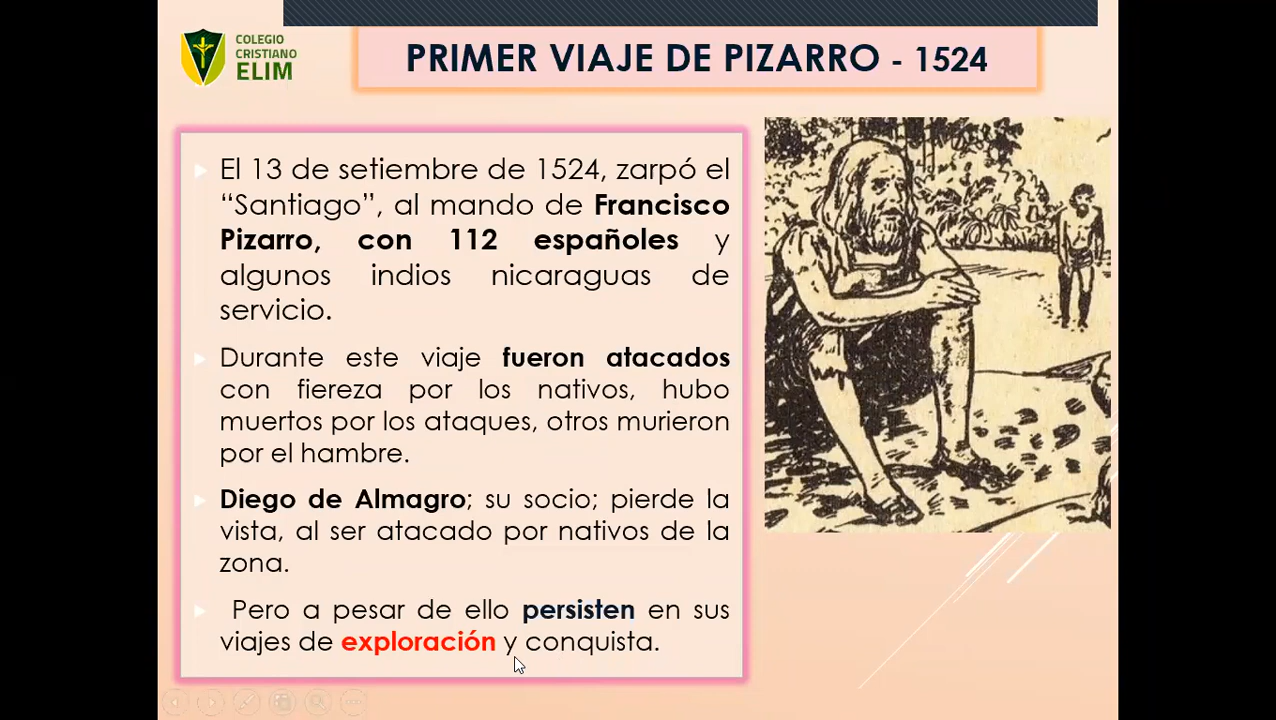 COLEGIO
CRISTIANO
ELIM
PRIMER VIAJE DE PIZARRO - 1524
El 13 de setiembre de 1524, zarpó el
“Santiago”, al mando de Francisco
Pizarro, con 112 españoles y
algunos indios nicaraguas de
servicio.
Durante este viaje fueron atacados
con fiereza por los nativos, hubo
muertos por los ataques, otros murieron
por el hambre.
Diego de Almagro; su socio; pierde la
vista, al ser atacado por nativos de la
zona.
Pero a pesar de ello persisten en sus
viajes de exploración y conquista.